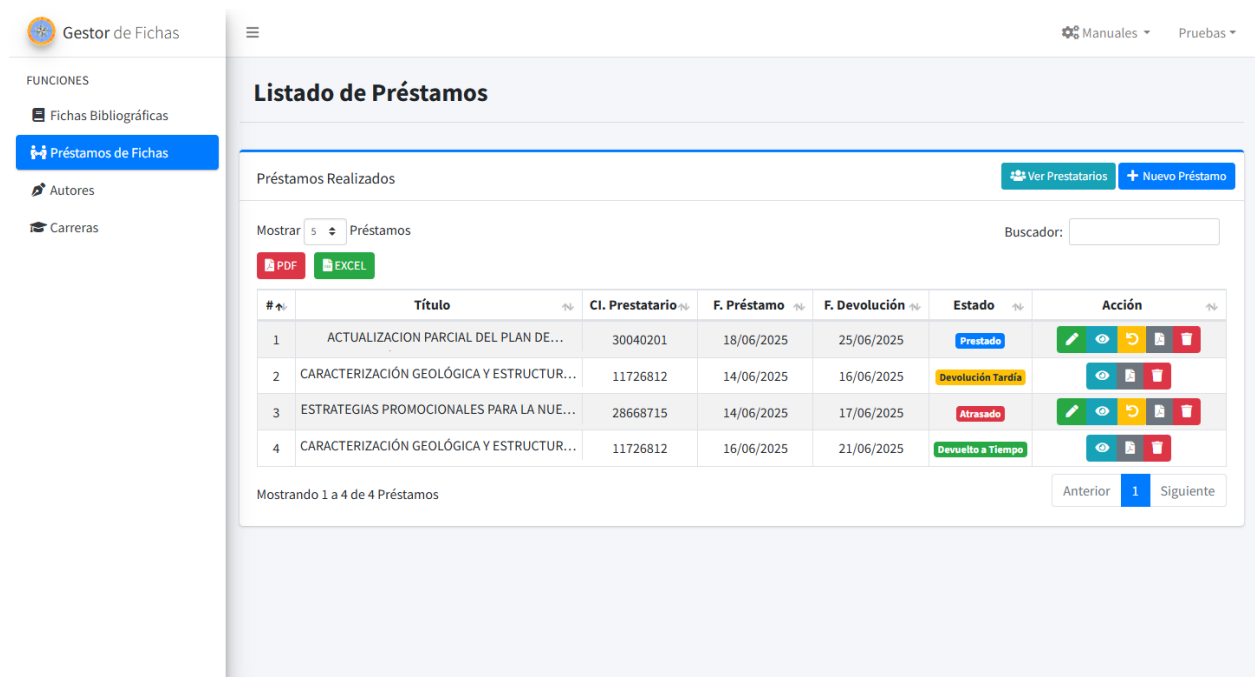 Gestor de Fichas
Manuales
Pruebas
FUNCIONES
Fichas Bibliográficas
Préstamos de Fichas
Autores
Carreras
Listado de Préstamos
Préstamos Realizados
Ver Prestatarios
Nuevo Préstamo
Mostrar 5 Préstamos
Buscador:
PDF
EXCEL
# Título CI. Prestatario F. Préstamo F. Devolución Estado Acción
1 ACTUALIZACION PARCIAL DEL PLAN DE... 30040201 18/06/2025 25/06/2025 Prestado
2 CARACTERIZACIÓN GEOLÓGICA Y ESTRUCTUR... 11726812 14/06/2025 16/06/2025 Devolución Tardía
3 ESTRATEGIAS PROMOCIONALES PARA LA NUE... 28668715 14/06/2025 17/06/2025 Atrasado
4 CARACTERIZACIÓN GEOLÓGICA Y ESTRUCTUR... 11726812 16/06/2025 21/06/2025 Devuelto a Tiempo
Mostrando 1 a 4 de 4 Préstamos
Anterior 1 Siguiente